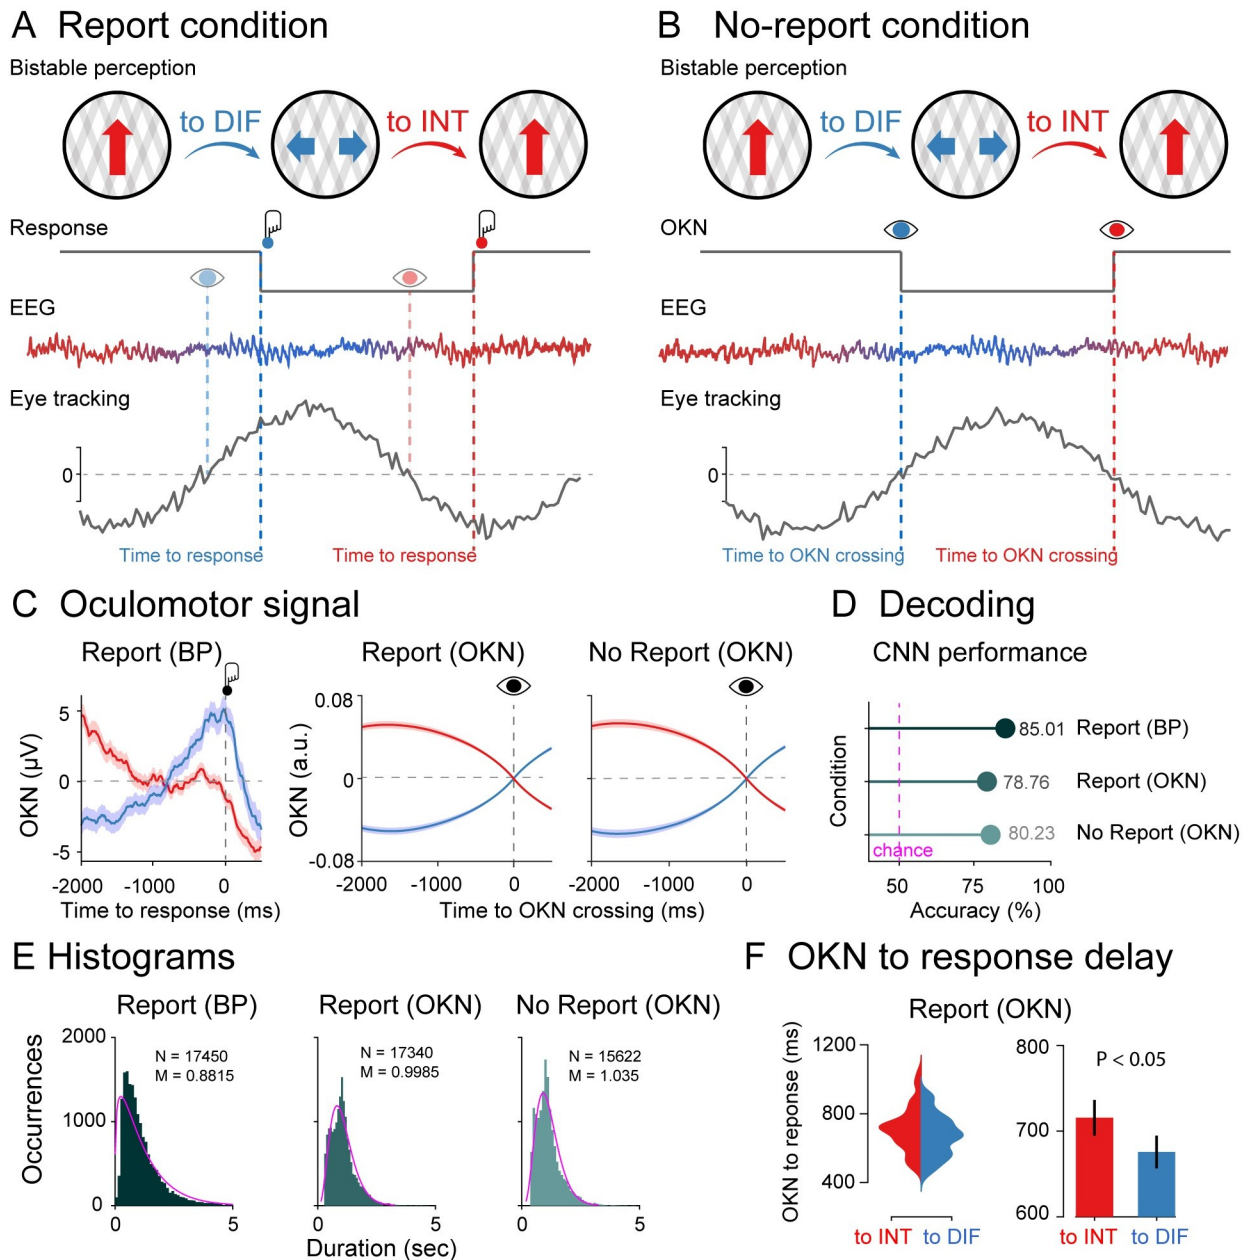 A Report condition
Bistable perception
to DIF
to INT
Response
EEG
Eye tracking
0
Time to response
Time to response
B No-report condition
Bistable perception
to DIF
to INT
OKN
EEG
Eye tracking
0
Time to OKN crossing
Time to OKN crossing
C Oculomotor signal
Report (BP)
OKN (μV)
5
0
-5
-2000 -1000 0
Time to response (ms)
Report (OKN)
No Report (OKN)
OKN (a.u.)
0.08
0
-0.08
-2000 -1000 0
-2000 -1000 0
Time to OKN crossing (ms)
D Decoding
CNN performance
Condition
85.01 Report (BP)
78.76 Report (OKN)
80.23 No Report (OKN)
chance
50 75 100
Accuracy (%)
E Histograms
Report (BP)
Report (OKN)
No Report (OKN)
Occurrences
2000
1000
0
N = 17450
M = 0.8815
N = 17340
M = 0.9985
N = 15622
M = 1.035
0 5
0 5
0 5
Duration (sec)
F OKN to response delay
Report (OKN)
OKN to reponse (ms)
1200
800
400
to INT to DIF
800
700
600
P < 0.05
to INT to DIF